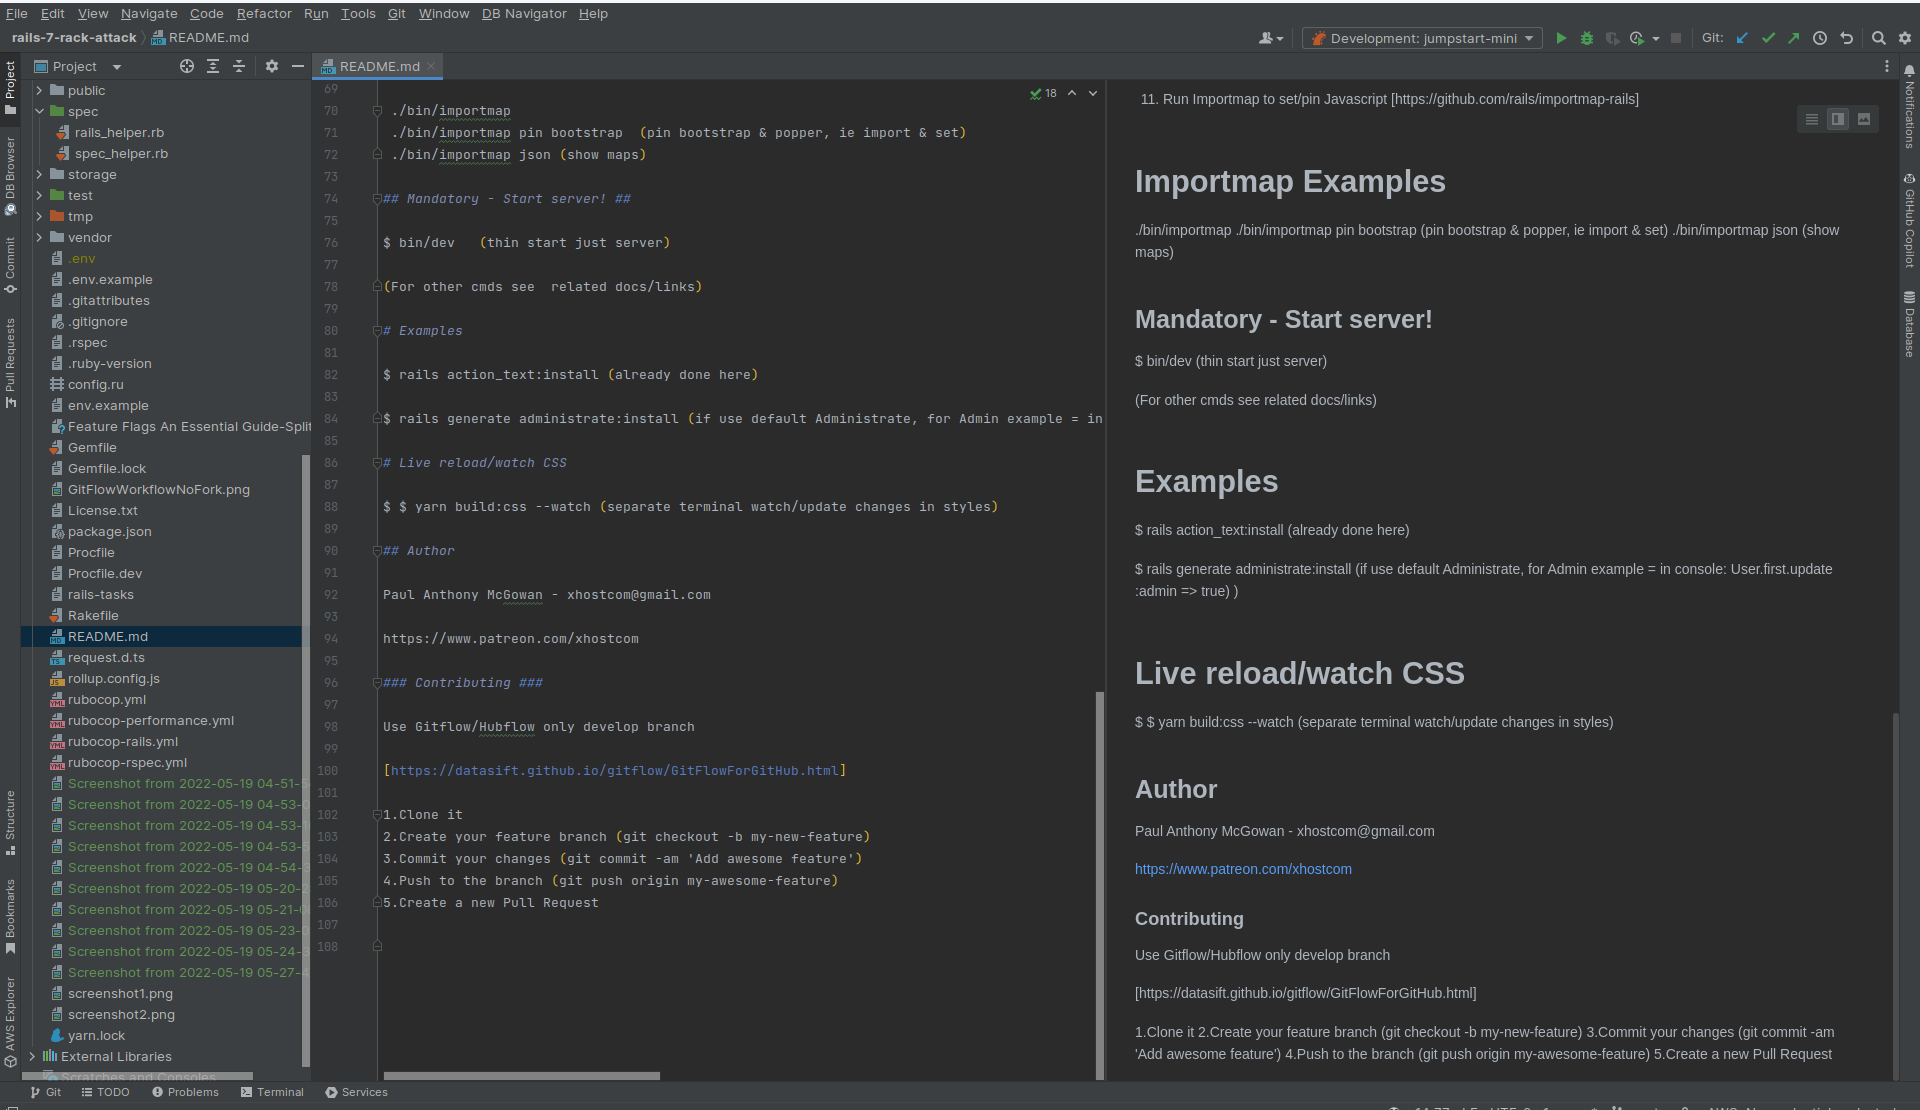 File Edit View Navigate Code Refactor Run Tools Git Window DB Navigator Help
rails-7-rack-attack README.md
Development: jumpstart-mini
Git:
Project
README.md
Project
DB Browser
Commit
Pull Requests
Structure
Bookmarks
AWS Explorer
public
spec
rails_helper.rb
spec_helper.rb
storage
test
tmp
vendor
.env
.env.example
.gitattributes
.gitignore
.rspec
.ruby-version
config.ru
env.example
Feature Flags An Essential Guide-Split
Gemfile
Gemfile.lock
GitFlowWorkflowNoFork.png
License.txt
package.json
Procfile
Procfile.dev
rails-tasks
Rakefile
README.md
request.d.ts
rollup.config.js
rubocop.yml
rubocop-performance.yml
rubocop-rails.yml
rubocop-rspec.yml
Screenshot from 2022-05-19 04-51-5
Screenshot from 2022-05-19 04-53-
Screenshot from 2022-05-19 04-53-
Screenshot from 2022-05-19 04-53-
Screenshot from 2022-05-19 04-54-
Screenshot from 2022-05-19 05-20-
Screenshot from 2022-05-19 05-21-
Screenshot from 2022-05-19 05-23-
Screenshot from 2022-05-19 05-24-
Screenshot from 2022-05-19 05-27-
screenshot1.png
screenshot2.png
yarn.lock
External Libraries
Scratches and Consoles
18
69
70 ./bin/importmap
71 ./bin/importmap pin bootstrap  (pin bootstrap & popper, ie import & set)
72 ./bin/importmap json (show maps)
73
74 ## Mandatory - Start server! ##
75
76 $ bin/dev   (thin start just server)
77
78 (For other cmds see  related docs/links)
79
80 # Examples
81
82 $ rails action_text:install (already done here)
83
84 $ rails generate administrate:install (if use default Administrate, for Admin example = in
85
86 # Live reload/watch CSS
87
88 $ $ yarn build:css --watch (separate terminal watch/update changes in styles)
89
90 ## Author
91
92 Paul Anthony McGowan - xhostcom@gmail.com
93
94 https://www.patreon.com/xhostcom
95
96 ### Contributing ###
97
98 Use Gitflow/Hubflow only develop branch
99
100 [https://datasift.github.io/gitflow/GitFlowForGitHub.html]
101
102 1.Clone it
103 2.Create your feature branch (git checkout -b my-new-feature)
104 3.Commit your changes (git commit -am 'Add awesome feature')
105 4.Push to the branch (git push origin my-awesome-feature)
106 5.Create a new Pull Request
107
108
11. Run Importmap to set/pin Javascript [https://github.com/rails/importmap-rails]
Importmap Examples
./bin/importmap ./bin/importmap pin bootstrap (pin bootstrap & popper, ie import & set) ./bin/importmap json (show
maps)
Mandatory - Start server!
$ bin/dev (thin start just server)
(For other cmds see related docs/links)
Examples
$ rails action_text:install (already done here)
$ rails generate administrate:install (if use default Administrate, for Admin example = in console: User.first.update
:admin => true) )
Live reload/watch CSS
$ $ yarn build:css --watch (separate terminal watch/update changes in styles)
Author
Paul Anthony McGowan - xhostcom@gmail.com
https://www.patreon.com/xhostcom
Contributing
Use Gitflow/Hubflow only develop branch
[https://datasift.github.io/gitflow/GitFlowForGitHub.html]
1.Clone it 2.Create your feature branch (git checkout -b my-new-feature) 3.Commit your changes (git commit -am
'Add awesome feature') 4.Push to the branch (git push origin my-awesome-feature) 5.Create a new Pull Request
Notifications
GitHub Copilot
Database
Git TODO Problems Terminal Services